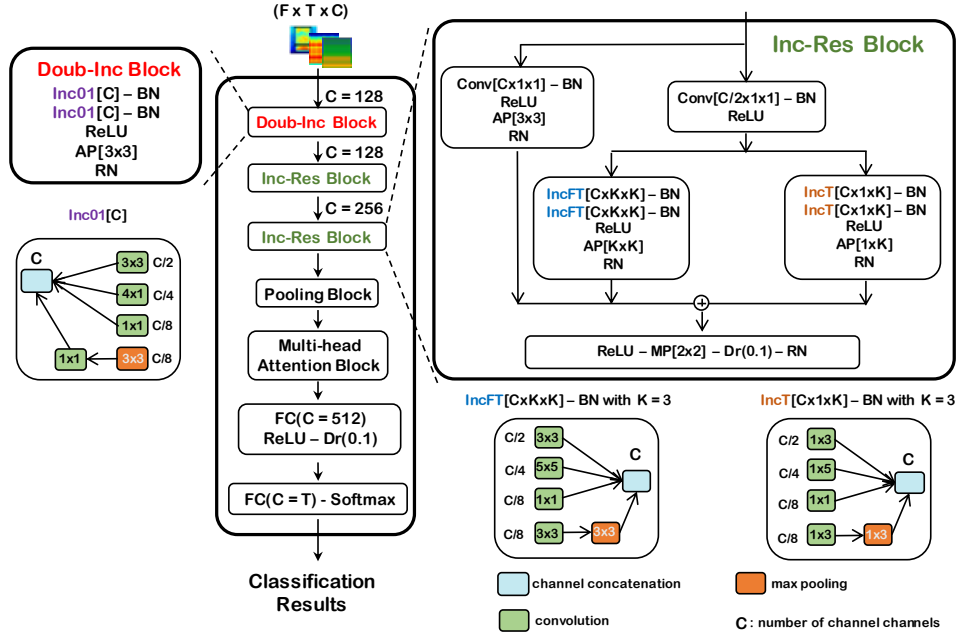 (F x T x C)
Doub-Inc Block
Inc01[C] – BN
Inc01[C] – BN
ReLU
AP[3x3]
RN
Inc01[C]
C
3x3
C/2
4x1
C/4
1x1
C/8
1x1
3x3
C/8
C = 128
Doub-Inc Block
C = 128
Inc-Res Block
C = 256
Inc-Res Block
Pooling Block
Multi-head
Attention Block
FC(C = 512)
ReLU – Dr(0.1)
FC(C = T) - Softmax
Classification
Results
Inc-Res Block
Conv[Cx1x1] – BN
ReLU
AP[3x3]
RN
Conv[C/2x1x1] – BN
ReLU
IncFT[CxKxK] – BN
IncFT[CxKxK] – BN
ReLU
AP[KxK]
RN
IncT[Cx1xK] – BN
IncT[Cx1xK] – BN
ReLU
AP[1xK]
RN
+
ReLU – MP[2x2] – Dr(0.1) – RN
IncFT[CxKxK] – BN with K = 3
C/2
3x3
C/4
5x5
C/8
1x1
C/8
3x3
3x3
C
IncT[Cx1xK] – BN with K = 3
C/2
1x3
C/4
1x5
C/8
1x1
C/8
1x3
1x3
C
channel concatenation
max pooling
convolution
C: number of channel channels